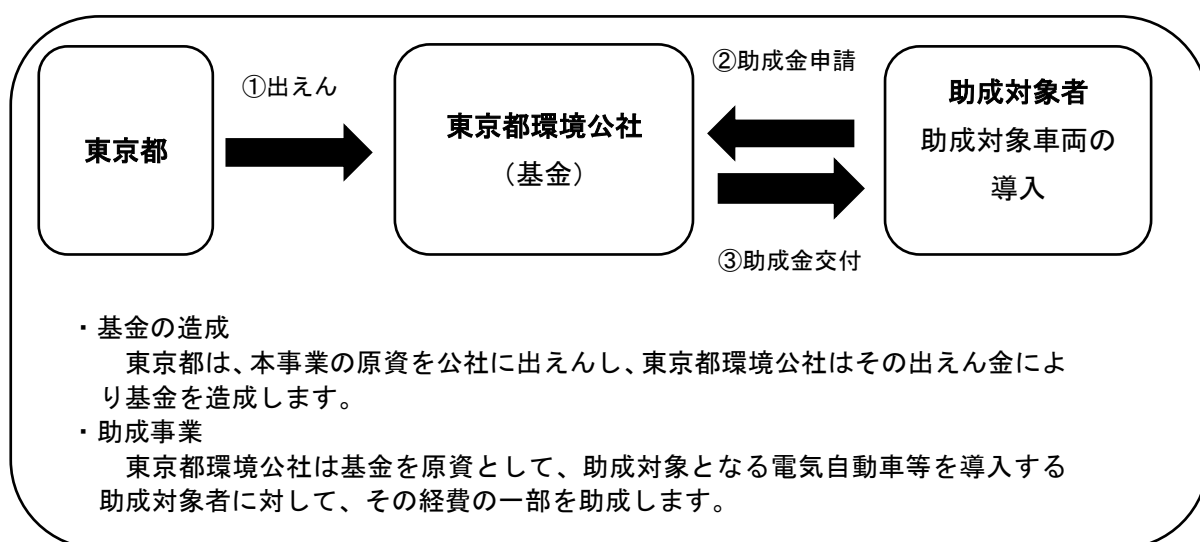 東京都
①出えん
東京都環境公社
（基金）
②助成金申請
③助成金交付
助成対象者
助成対象車両の
導入
・基金の造成
東京都は、本事業の原資を公社に出えんし、東京都環境公社はその出えん金によ
り基金を造成します。
・助成事業
東京都環境公社は基金を原資として、助成対象となる電気自動車等を導入する
助成対象者に対して、その経費の一部を助成します。